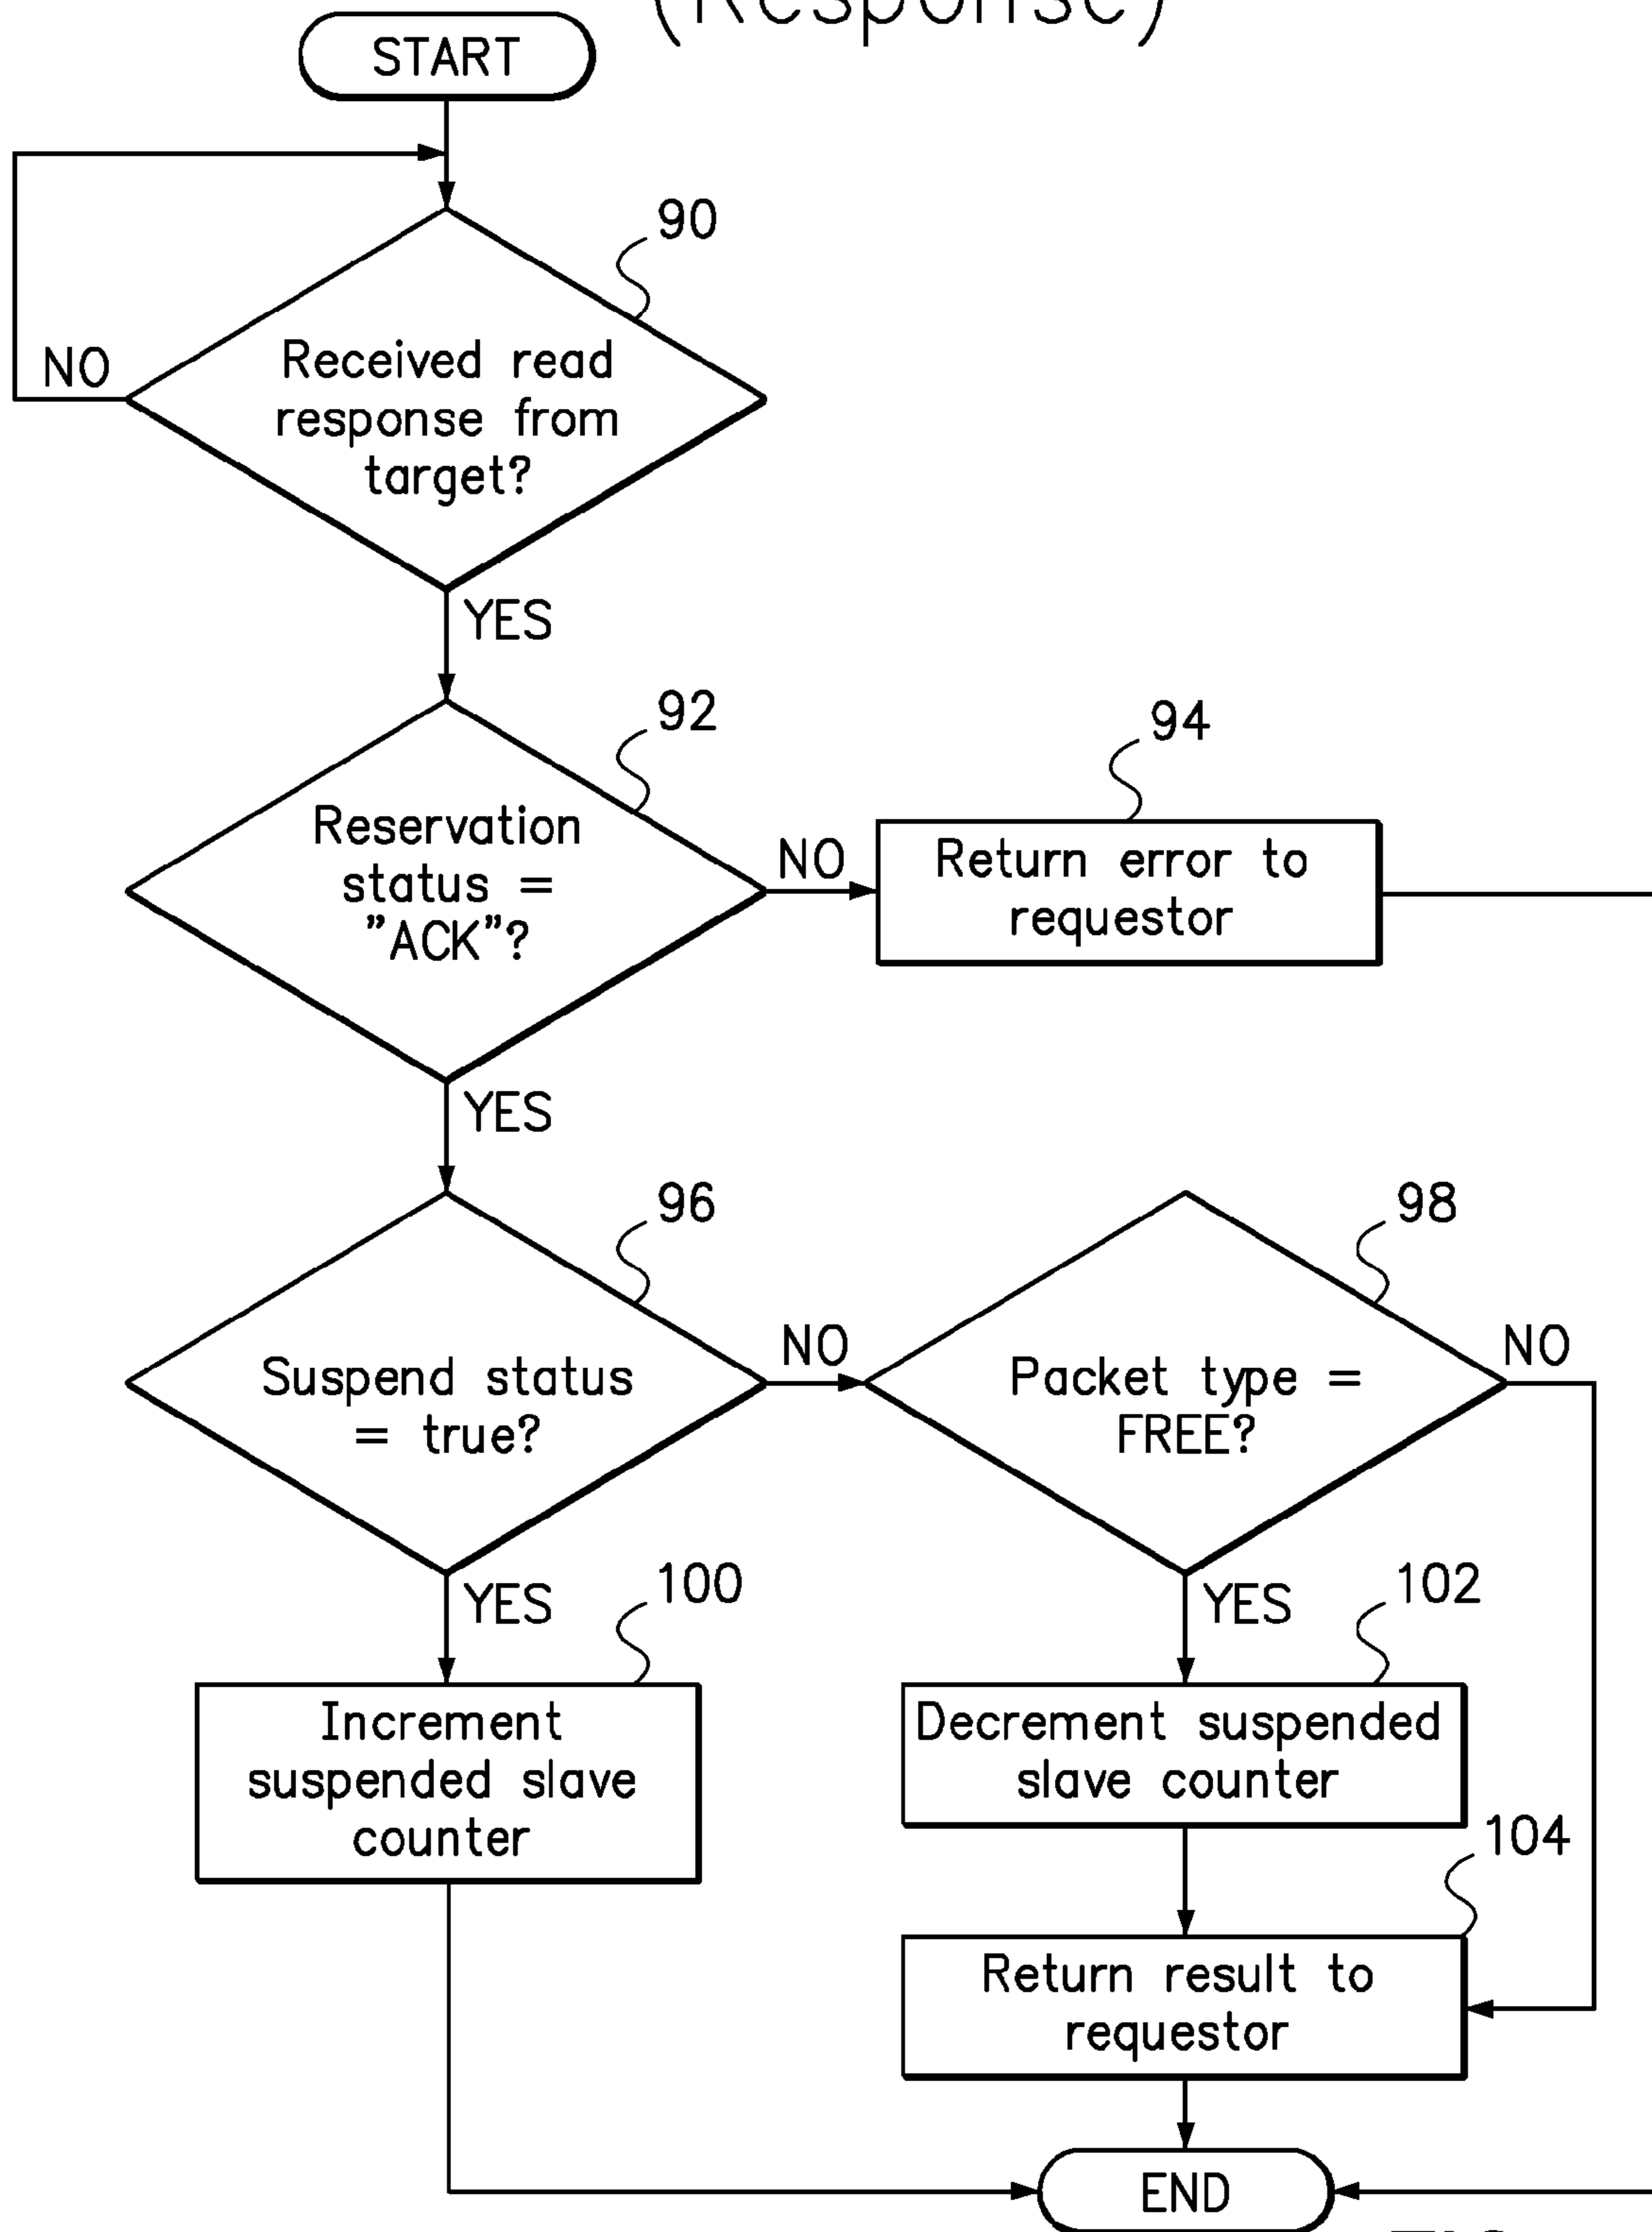 (Response)
START
90
Received read
response from
target?
NO
YES
92
Reservation
status =
"ACK"?
NO
94
Return error to
requestor
YES
96
Suspend status
= true?
NO
98
Packet type =
FREE?
NO
YES
100
Increment
suspended slave
counter
YES
102
Decrement suspended
slave counter
104
Return result to
requestor
END